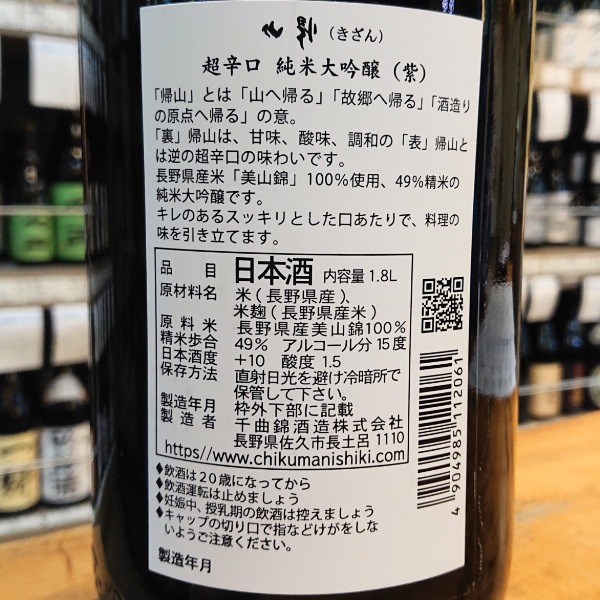 帰山（きざん）
超辛口 純米大吟醸（紫）
「帰山」とは「山へ帰る」「故郷へ帰る」「酒造り
の原点へ帰る」の意。
「裏」帰山は、甘味、酸味、調和の「表」帰山と
は逆の超辛口の味わいです。
長野県産米「美山錦」100％使用、49％精米の
純米大吟醸です。
キレのあるスッキリとした口あたりで、料理の
味を引き立てます。
品目 日本酒 内容量 1.8L
原材料名 米（長野県産）、
米麹（長野県産米）
原料米 長野県産美山錦100％
精米歩合 49％ アルコール分 15度
日本酒度 +10 酸度 1.5
保存方法 直射日光を避け冷暗所で
保管して下さい。
製造年月 枠外下部に記載
製造者 千曲錦酒造株式会社
長野県佐久市長土呂 1110
https//www.chikumanishiki.com
◆飲酒は20歳になってから
◆飲酒運転は止めましょう
◆妊娠中、授乳期の飲酒は控えましょう
◆キャップの切り口で指などけがをしな
いようご注意ください。
製造年月
4 904985 112061